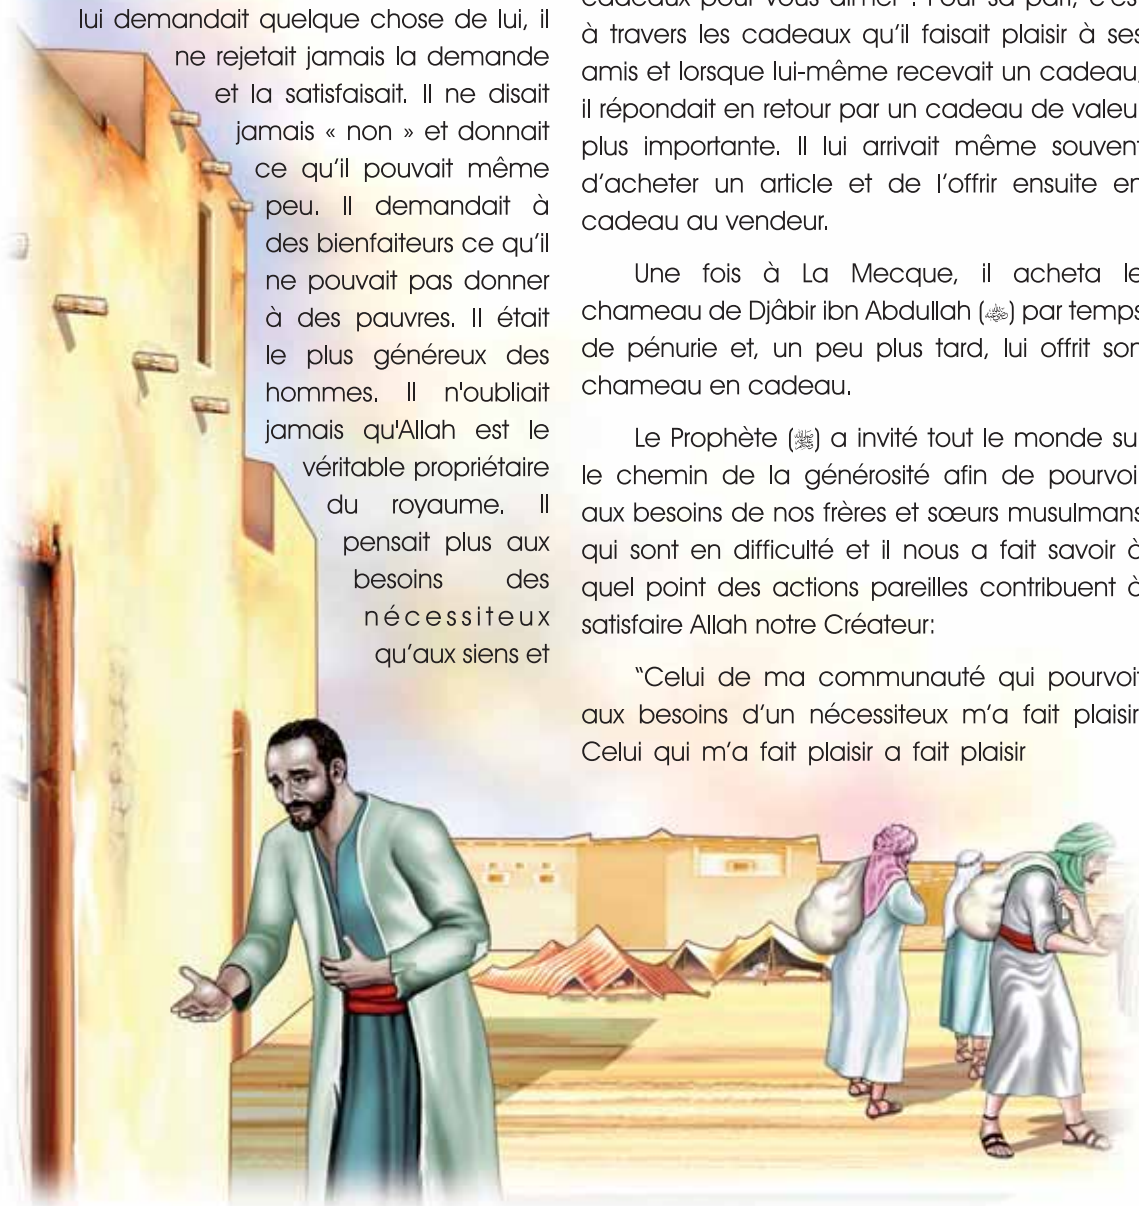 lui demandait quelque chose de lui, il
ne rejetait jamais la demande
et la satisfaisait. Il ne disait
jamais « non » et donnait
ce qu’il pouvait même
peu. Il demandait à
des bienfaiteurs ce qu’il
ne pouvait pas donner
à des pauvres. Il était
le plus généreux des
hommes. Il n'oubliait
jamais qu'Allah est le
véritable propriétaire
du royaume. Il
pensait plus aux
besoins des
nécessiteux
qu’aux siens et
à travers les cadeaux qu’il faisait plaisir à ses
amis et lorsque lui-même recevait un cadeau,
il répondait en retour par un cadeau de valeu
plus importante. Il lui arrivait même souvent
d’acheter un article et de l’offrir ensuite en
cadeau au vendeur.
Une fois à La Mecque, il acheta le
chameau de Djâbir ibn Abdullah () par temps
de pénurie et, un peu plus tard, lui offrit son
chameau en cadeau.
Le Prophète (ﷺ) a invité tout le monde su
le chemin de la générosité afin de pourvoi
aux besoins de nos frères et sœurs musulmans
qui sont en difficulté et il nous a fait savoir à
quel point des actions pareilles contribuent à
satisfaire Allah notre Créateur:
“Celui de ma communauté qui pourvoit
aux besoins d’un nécessiteux m’a fait plaisir
Celui qui m’a fait plaisir a fait plaisir